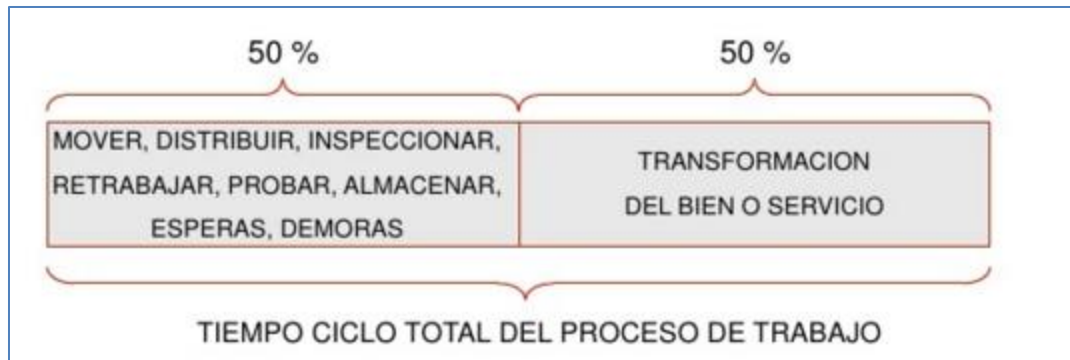 50 %
50 %
MOVER, DISTRIBUIR, INSPECCIONAR,
RETRABAJAR, PROBAR, ALMACENAR,
ESPERAS, DEMORAS
TRANSFORMACION
DEL BIEN O SERVICIO
TIEMPO CICLO TOTAL DEL PROCESO DE TRABAJO